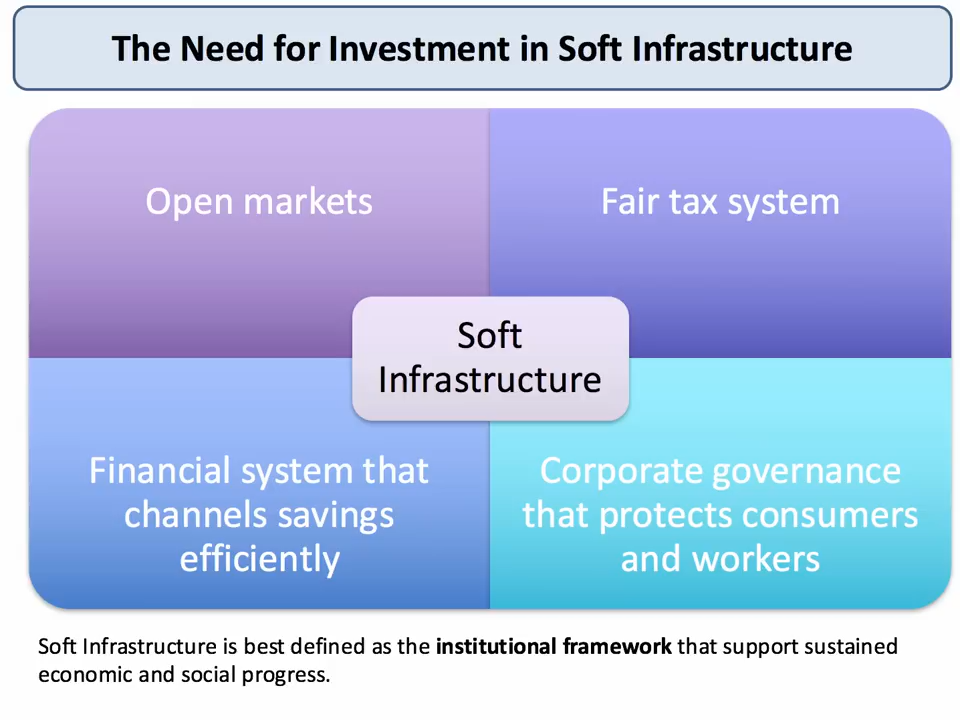 The Need for Investment in Soft Infrastructure
Open markets
Fair tax system
Soft
Infrastructure
Financial system that
channels savings
efficiently
Corporate governance
that protects consumers
and workers
Soft Infrastructure is best defined as the institutional framework that support sustained
economic and social progress.